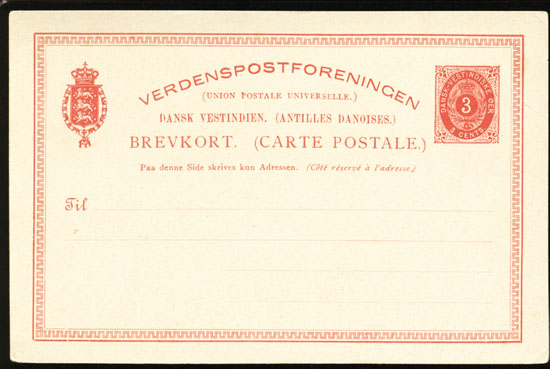 VERDENSPOSTFORENINGEN
(UNION POSTALE UNIVERSELLE.)
DANSK VESTINDIEN. (ANTILLES DANOISES.)
BREVKORT. (CARTE POSTALE.)
Paa denne Side skrives kun Adressen. (Côté réservé à l'adresse.)
Til
DANSK VESTINDISKE
3
3 CENTS